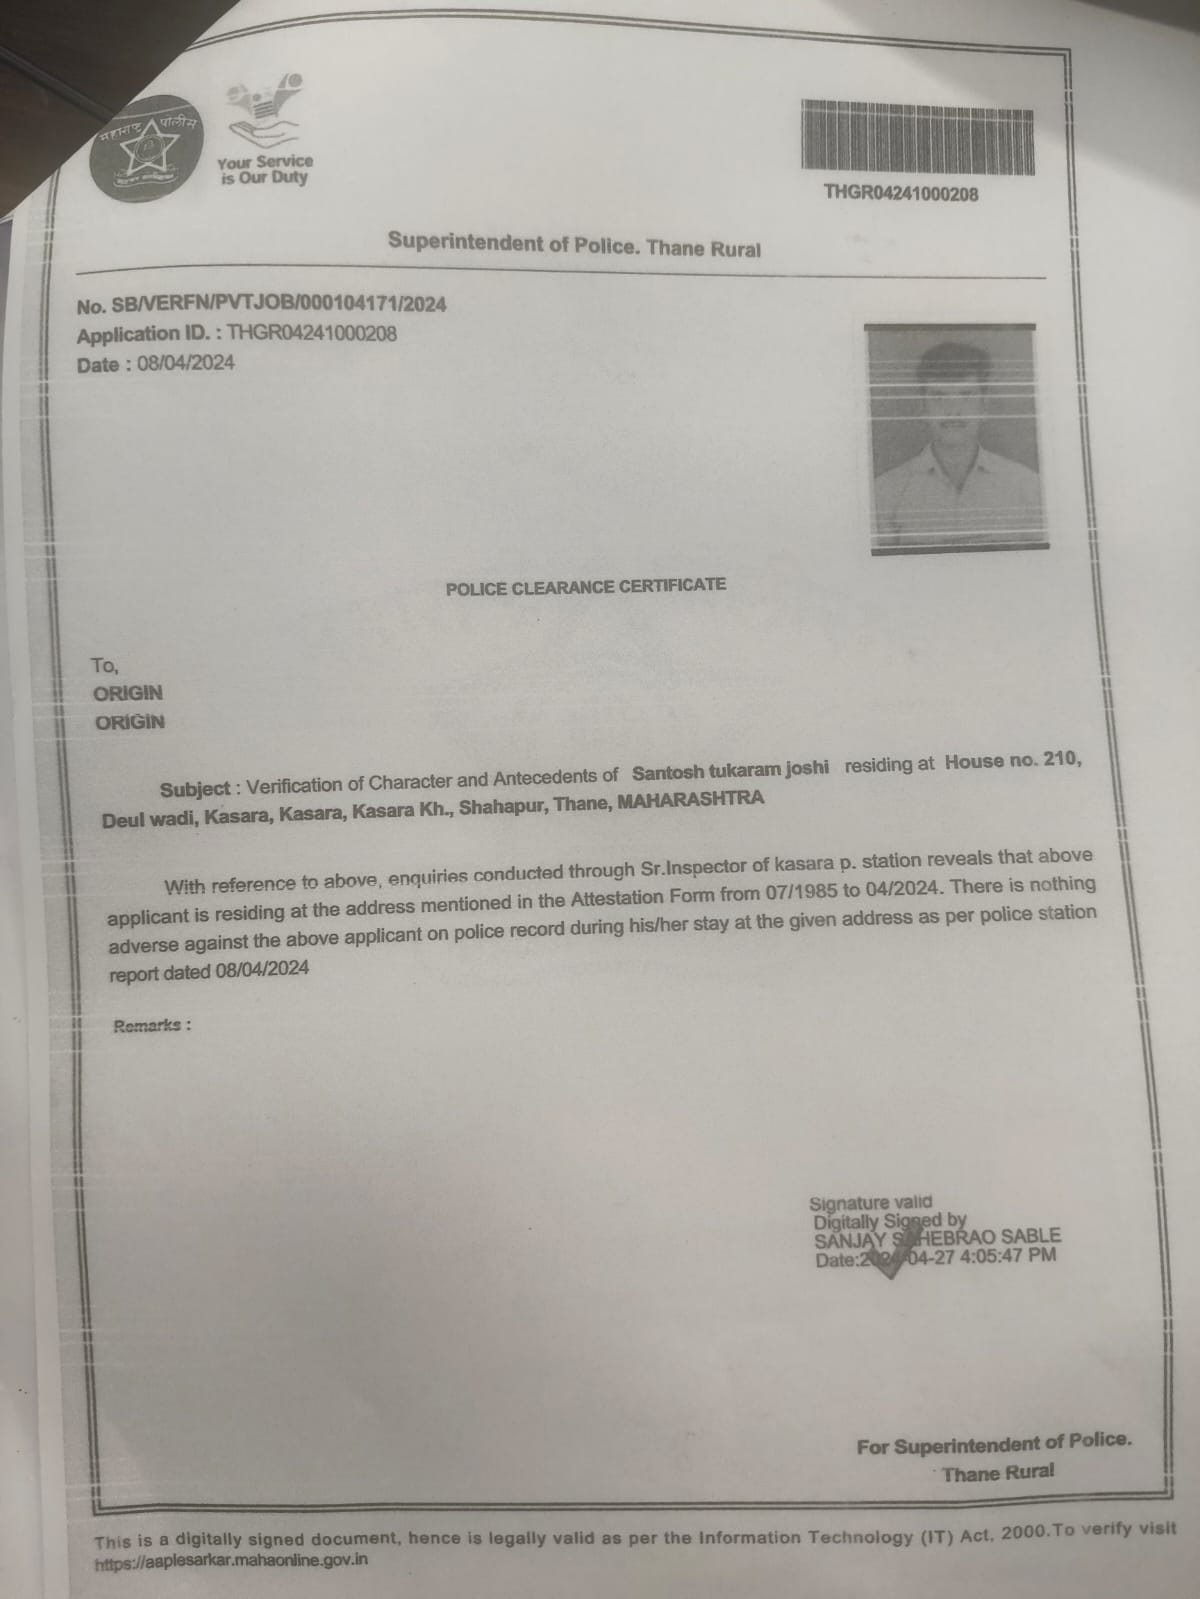 महाराष्ट्र पोलीस
Your Service
is Our Duty
THGR04241000208
Superintendent of Police. Thane Rural
No. SB/VERFN/PVTJOB/000104171/2024
Application ID. : THGR04241000208
Date : 08/04/2024
POLICE CLEARANCE CERTIFICATE
To,
ORIGIN
ORIGIN
Subject : Verification of Character and Antecedents of Santosh tukaram joshi residing at House no. 210,
Deul wadi, Kasara, Kasara, Kasara Kh., Shahapur, Thane, MAHARASHTRA
With reference to above, enquiries conducted through Sr.Inspector of kasara p. station reveals that above
applicant is residing at the address mentioned in the Attestation Form from 07/1985 to 04/2024. There is nothing
adverse against the above applicant on police record during his/her stay at the given address as per police station
report dated 08/04/2024
Remarks :
Signature valid
Digitally Signed by
SANJAY SAHEBRAO SABLE
Date:2024-04-27 4:05:47 PM
For Superintendent of Police.
Thane Rural
This is a digitally signed document, hence is legally valid as per the Information Technology (IT) Act, 2000.To verify visit
https://aaplesarkar.mahaonline.gov.in